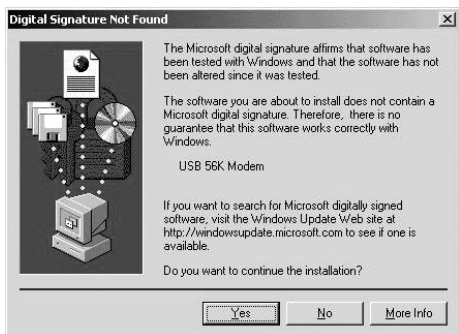 Digital Signature Not Found
The Microsoft digital signature affirms that software has
been tested with Windows and that the software has not
been altered since it was tested.
The software you are about to install does not contain a
Microsoft digital signature. Therefore, there is no
guarantee that this software works correctly with
Windows.
USB 56K Modem
If you want to search for Microsoft digitally signed
software, visit the Windows Update Web site at
http://windowsupdate.microsoft.com to see if one is
available.
Do you want to continue the installation?
Yes
No
More Info